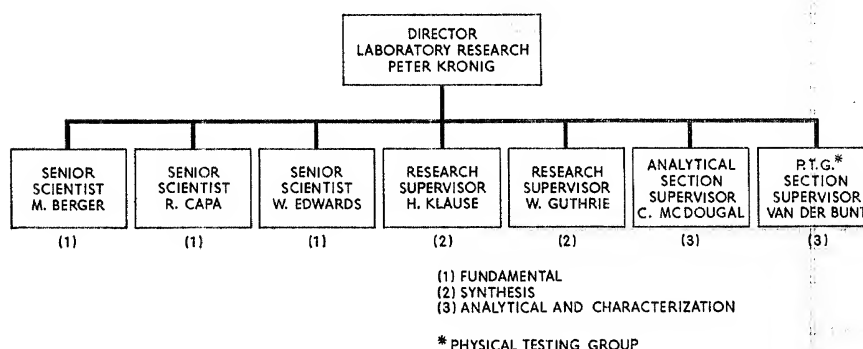 DIRECTOR
LABORATORY RESEARCH
PETER KRONIG
SENIOR
SCIENTIST
M. BERGER
(1)
SENIOR
SCIENTIST
R. CAPA
(1)
SENIOR
SCIENTIST
W. EDWARDS
(1)
RESEARCH
SUPERVISOR
H. KLAUSE
(2)
RESEARCH
SUPERVISOR
W. GUTHRIE
(2)
ANALYTICAL
SECTION
SUPERVISOR
C. MCDOUGAL
(3)
P.T.G.*
SECTION
SUPERVISOR
VAN DER BUNT
(3)
(1) FUNDAMENTAL
(2) SYNTHESIS
(3) ANALYTICAL AND CHARACTERIZATION
* PHYSICAL TESTING GROUP